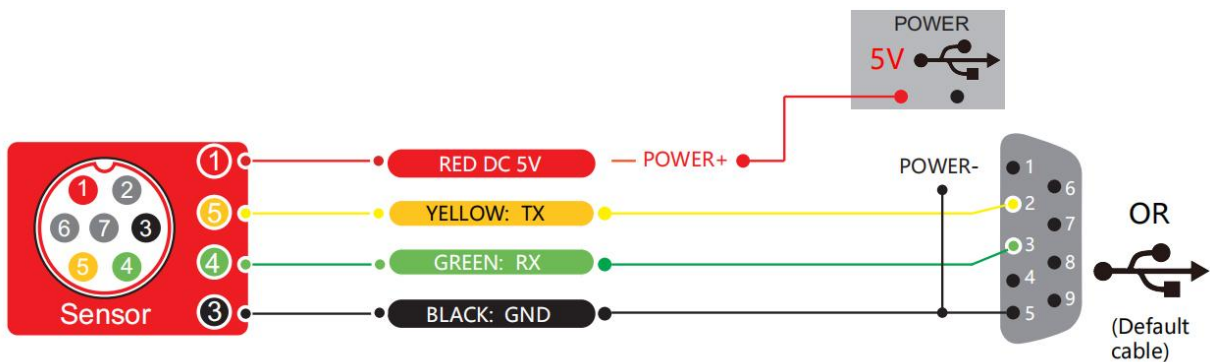 POWER
5V
1 RED DC 5V POWER+ POWER- 1
6
1 2 5 YELLOW: TX 2
7 OR
6 7 3 4 GREEN: RX 3
8
5 4 4
9
Sensor 3 BLACK: GND 5
(Default
cable)